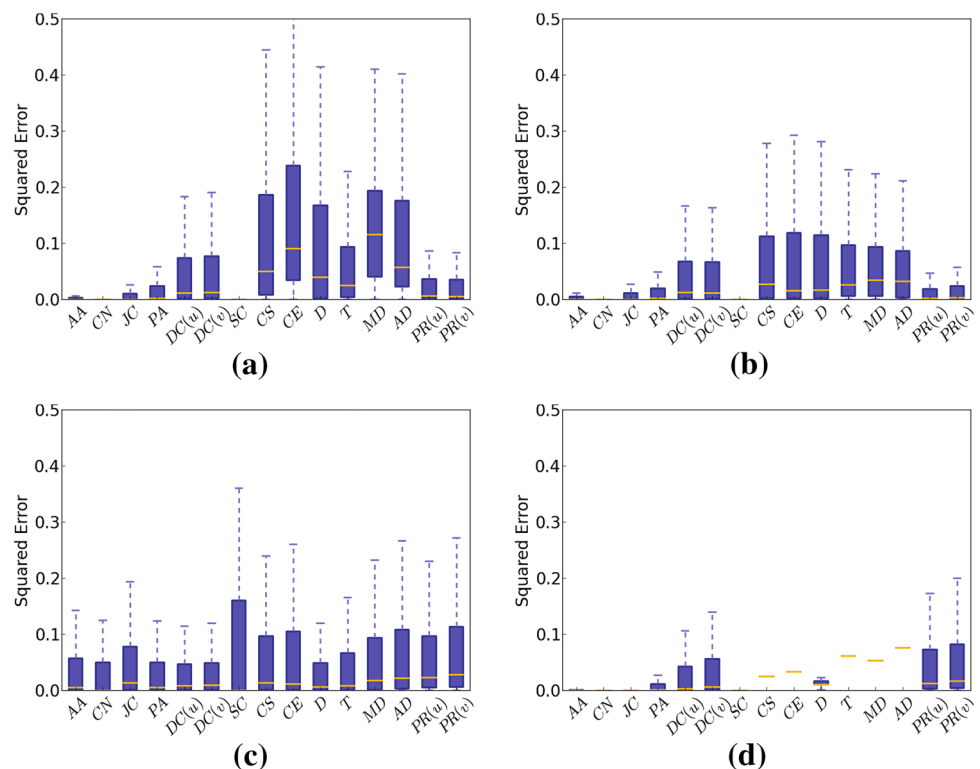 0.5
0.4
0.3
0.2
0.1
0.0
Squared Error
AA CN JC PA DC(u) DC(v) SC CS CE D T MD AD PR(u) PR(v)
(a)
0.5
0.4
0.3
0.2
0.1
0.0
Squared Error
AA CN JC PA DC(u) DC(v) SC CS CE D T MD AD PR(u) PR(v)
(b)
0.5
0.4
0.3
0.2
0.1
0.0
Squared Error
AA CN JC PA DC(u) DC(v) SC CS CE D T MD AD PR(u) PR(v)
(c)
0.5
0.4
0.3
0.2
0.1
0.0
Squared Error
AA CN JC PA DC(u) DC(v) SC CS CE D T MD AD PR(u) PR(v)
(d)